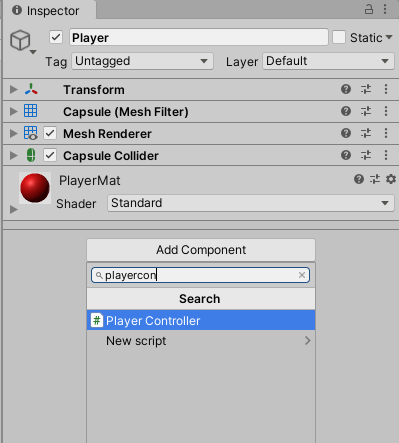 Inspector
Player
Static
Tag Untagged Layer Default
Transform
Capsule (Mesh Filter)
Mesh Renderer
Capsule Collider
PlayerMat
Shader Standard
Add Component
playercon
Search
Player Controller
New script